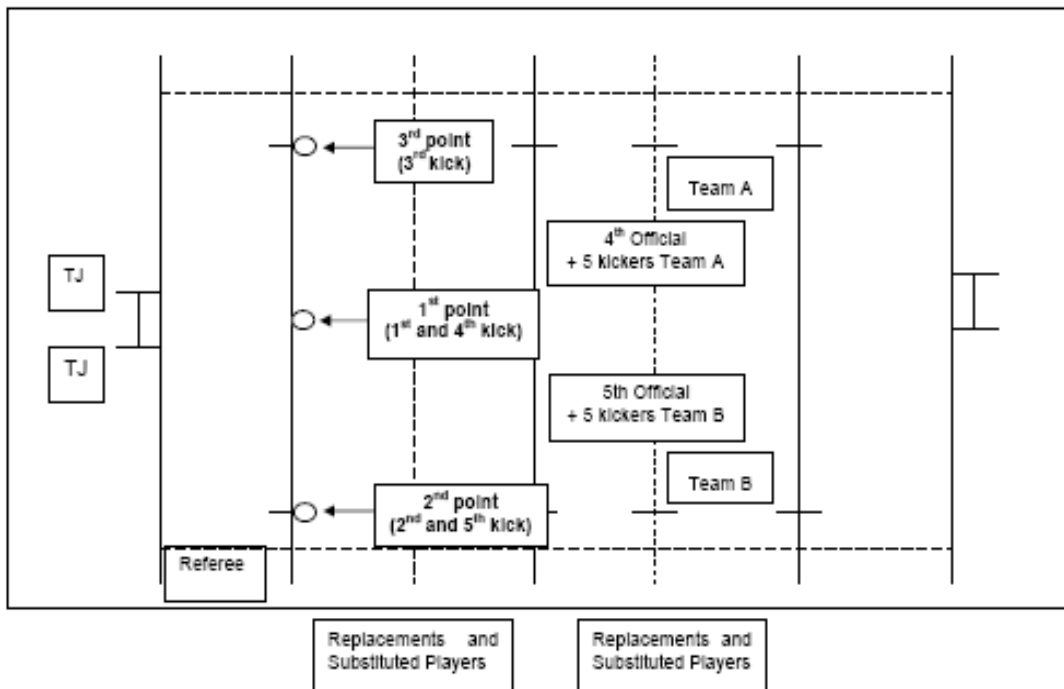 3rd point
(3rd kick)
Team A
4th Official
+ 5 kickers Team A
TJ
1st point
(1st and 4th kick)
TJ
5th Official
+ 5 kickers Team B
Team B
2nd point
(2nd and 5th kick)
Referee
Replacements and
Substituted Players
Replacements and
Substituted Players